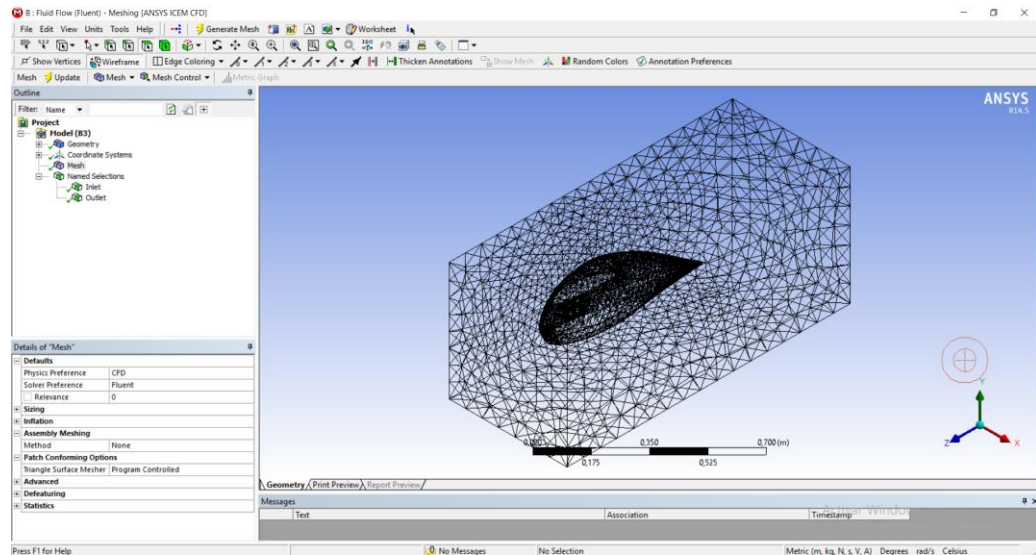 B : Fluid Flow (Fluent) - Meshing [ANSYS ICEM CFD]
File Edit View Units Tools Help Generate Mesh Worksheet
Show Vertices Wireframe Edge Coloring Thicken Annotations Show Mesh Random Colors Annotation Preferences
Mesh Update Mesh Mesh Control Metric Graph
Outline
Filter: Name
Project
Model (B3)
Geometry
Coordinate Systems
Mesh
Named Selections
Inlet
Outlet
Details of "Mesh"
Defaults
Physics Preference CFD
Solver Preference Fluent
Relevance 0
Sizing
Inflation
Assembly Meshing
Method None
Patch Conforming Options
Triangle Surface Mesher Program Controlled
Advanced
Defeaturing
Statistics
ANSYS
R14.5
Y
Z X
0,000 0,350 0,700 (m)
0,175 0,525
Geometry Print Preview Report Preview
Messages
Text Association Timestamp
Activar Windows
Press F1 for Help No Messages No Selection Metric (m, kg, N, s, V, A) Degrees rad/s Celsius